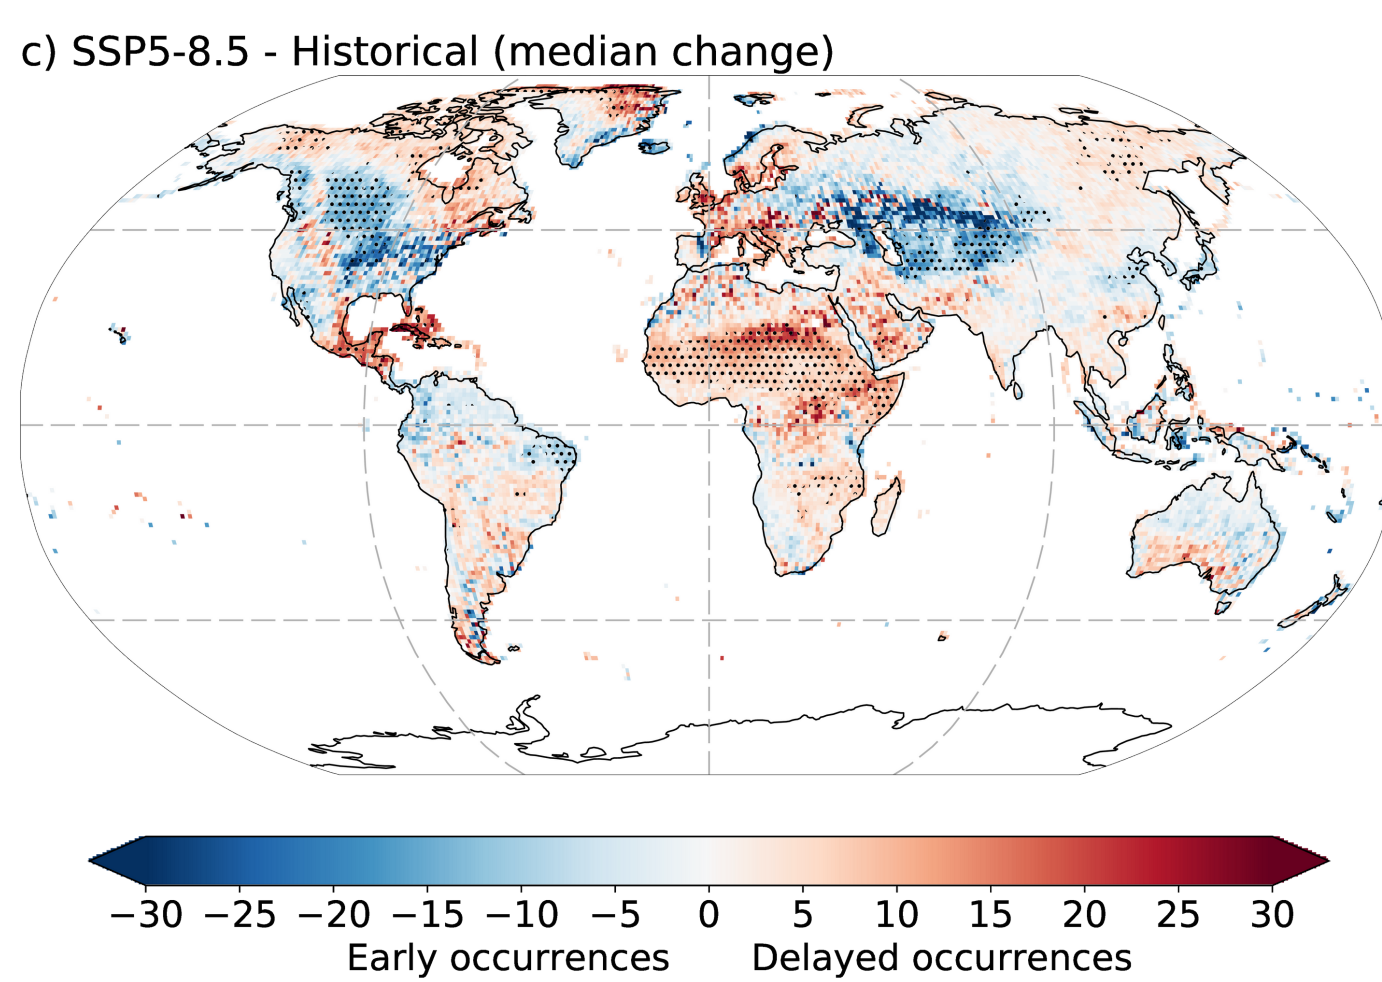 c) SSP5-8.5 - Historical (median change)
−30 −25 −20 −15 −10 −5 0 5 10 15 20 25 30
Early occurrences Delayed occurrences